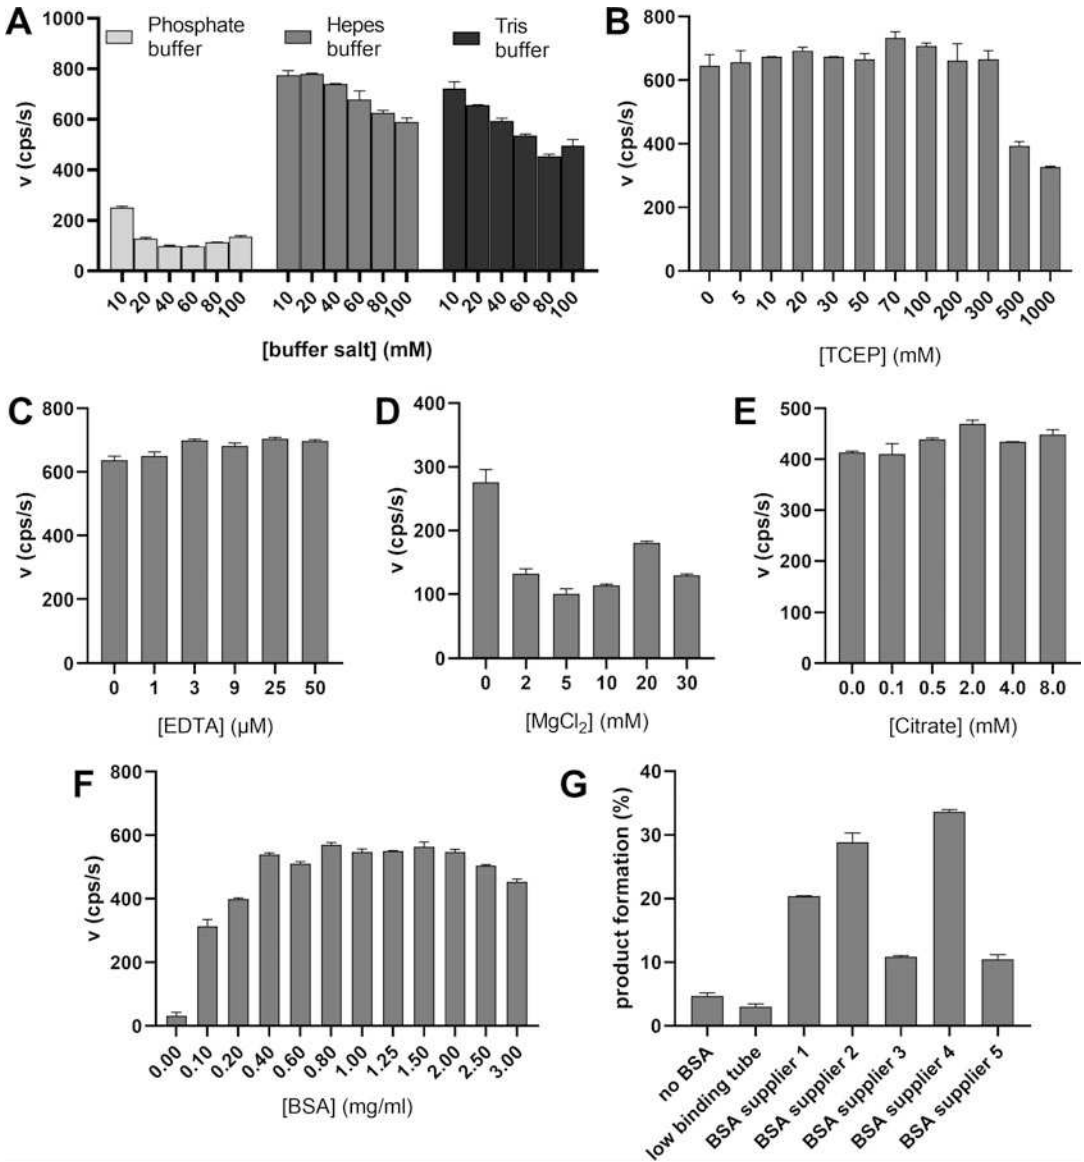 A
Phosphate buffer
Hepes buffer
Tris buffer
v (cps/s)
1000
800
600
400
200
0
10 20 40 60 80 100
10 20 40 60 80 100
10 20 40 60 80 100
[buffer salt] (mM)
B
v (cps/s)
800
600
400
200
0
0 5 10 20 30 50 70 100 200 300 500 1000
[TCEP] (mM)
C
v (cps/s)
800
600
400
200
0
0 1 3 9 25 50
[EDTA] (µM)
D
v (cps/s)
400
300
200
100
0
0 2 5 10 20 30
[MgCl₂] (mM)
E
v (cps/s)
500
400
300
200
100
0
0.0 0.1 0.5 2.0 4.0 8.0
[Citrate] (mM)
F
v (cps/s)
800
600
400
200
0
0.00 0.10 0.20 0.40 0.60 0.80 1.00 1.25 1.50 2.00 2.50 3.00
[BSA] (mg/ml)
G
product formation (%)
40
30
20
10
0
no BSA
low binding tube
BSA supplier 1
BSA supplier 2
BSA supplier 3
BSA supplier 4
BSA supplier 5